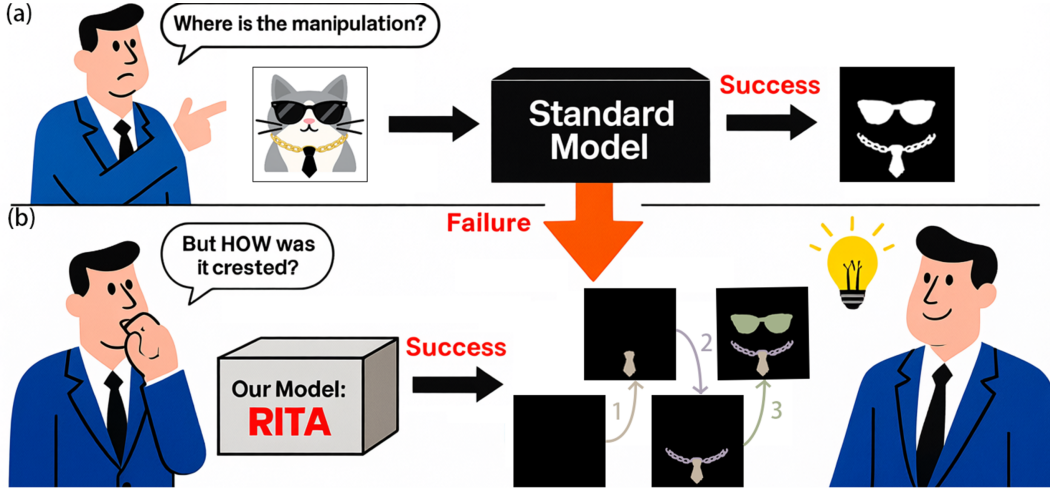 (a)
Where is the manipulation?
Standard
Model
Success
Failure
(b)
But HOW was
it crested?
Our Model:
RITA
Success
1
2
3